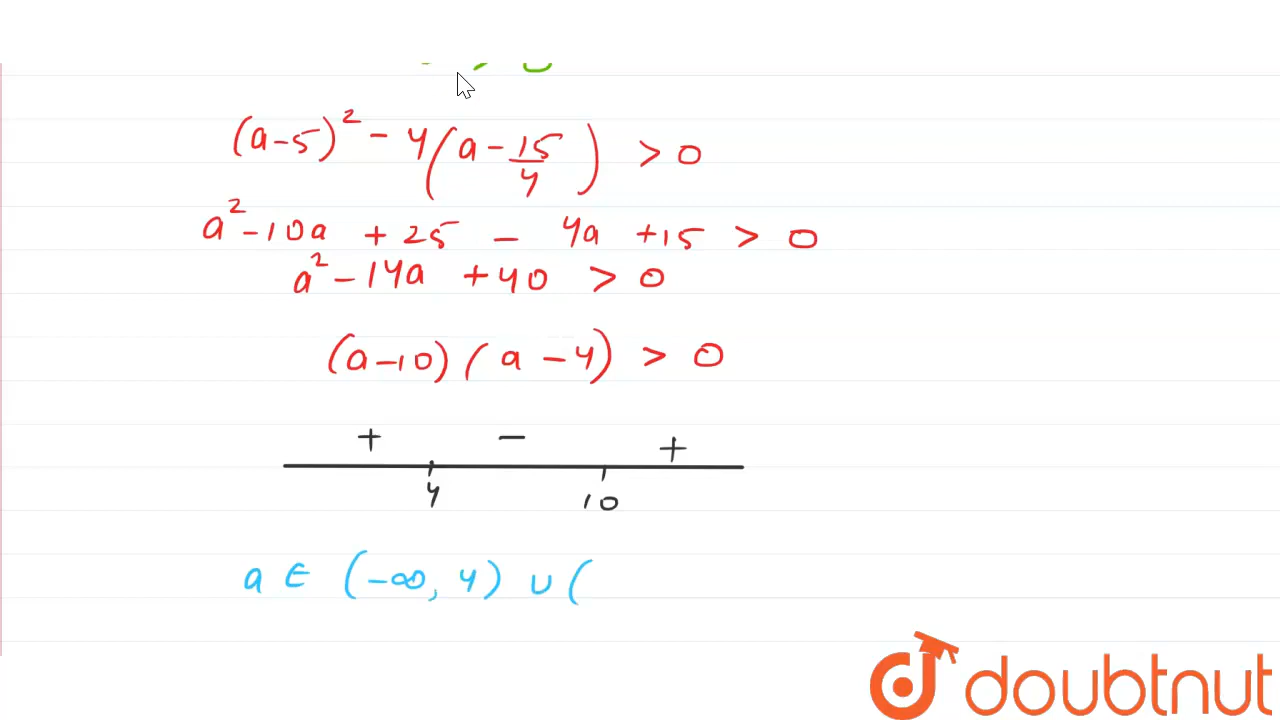 (a-5)² - 4(a - 15/4) > 0
a² - 10a + 25 - 4a + 15 > 0
a² - 14a + 40 > 0
(a-10)(a-4) > 0
+ - +
4 10
a ∈ (-∞, 4) ∪ (
doubtnut